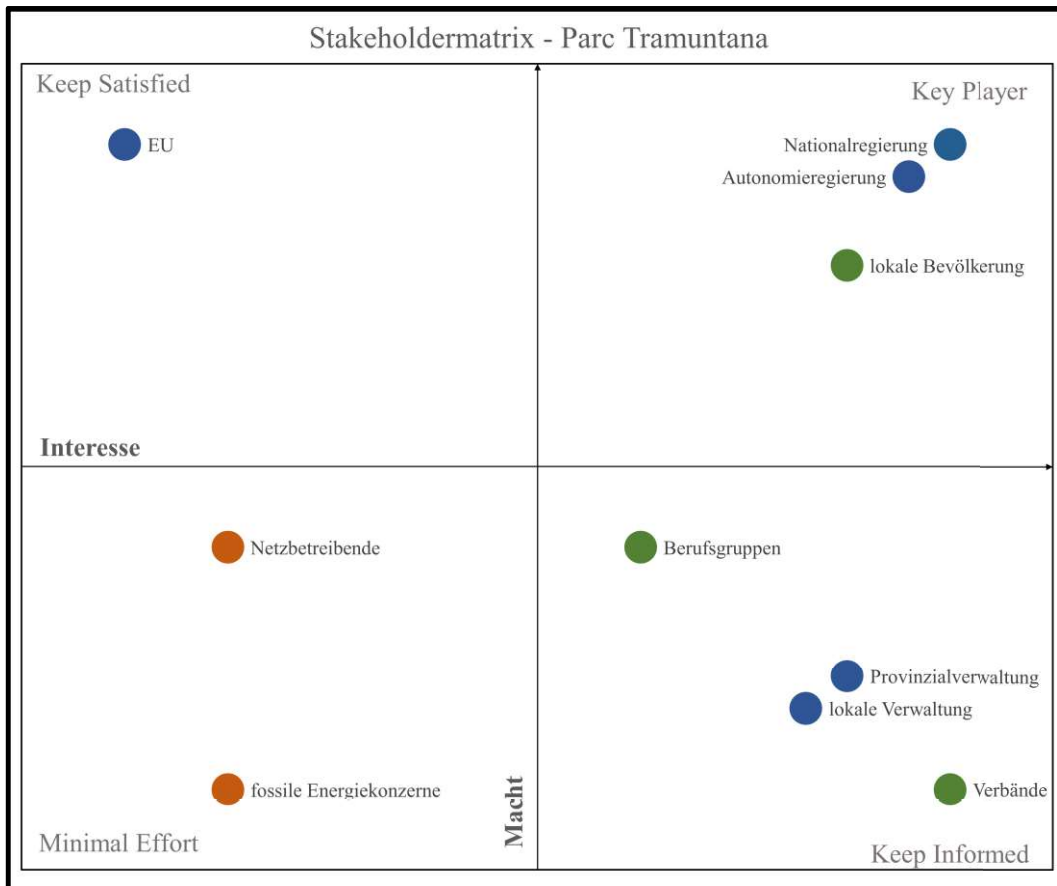 Stakeholdermatrix - Parc Tramuntana
Keep Satisfied
Key Player
EU
Nationalregierung
Autonomieregierung
lokale Bevölkerung
Interesse
Netzbetreibende
Berufsgruppen
Provinzialverwaltung
lokale Verwaltung
fossile Energiekonzerne
Verbände
Macht
Minimal Effort
Keep Informed